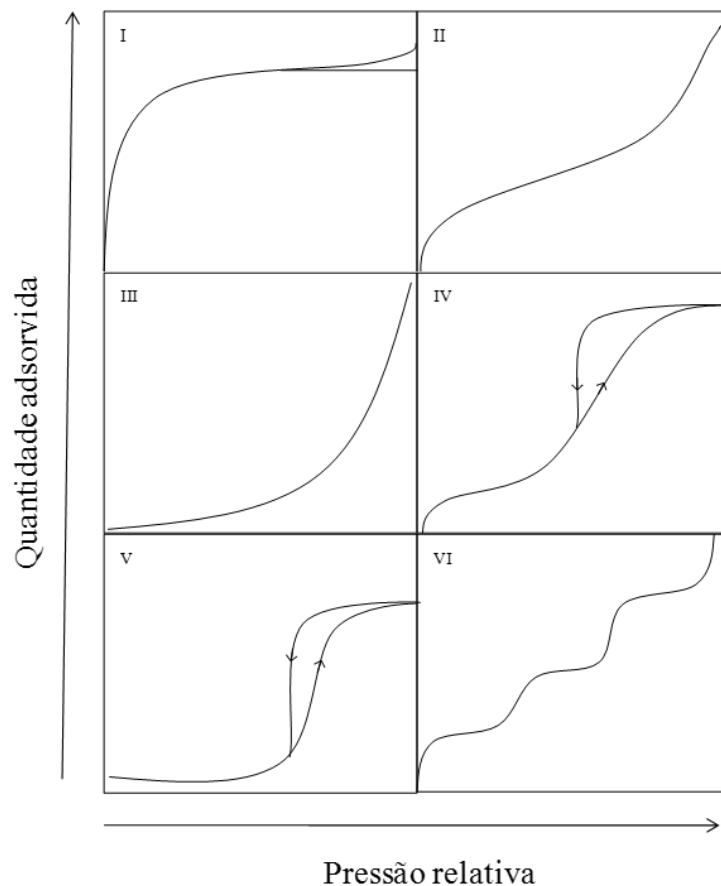 I
II
III
IV
V
VI
Quantidade adsorvida
Pressão relativa